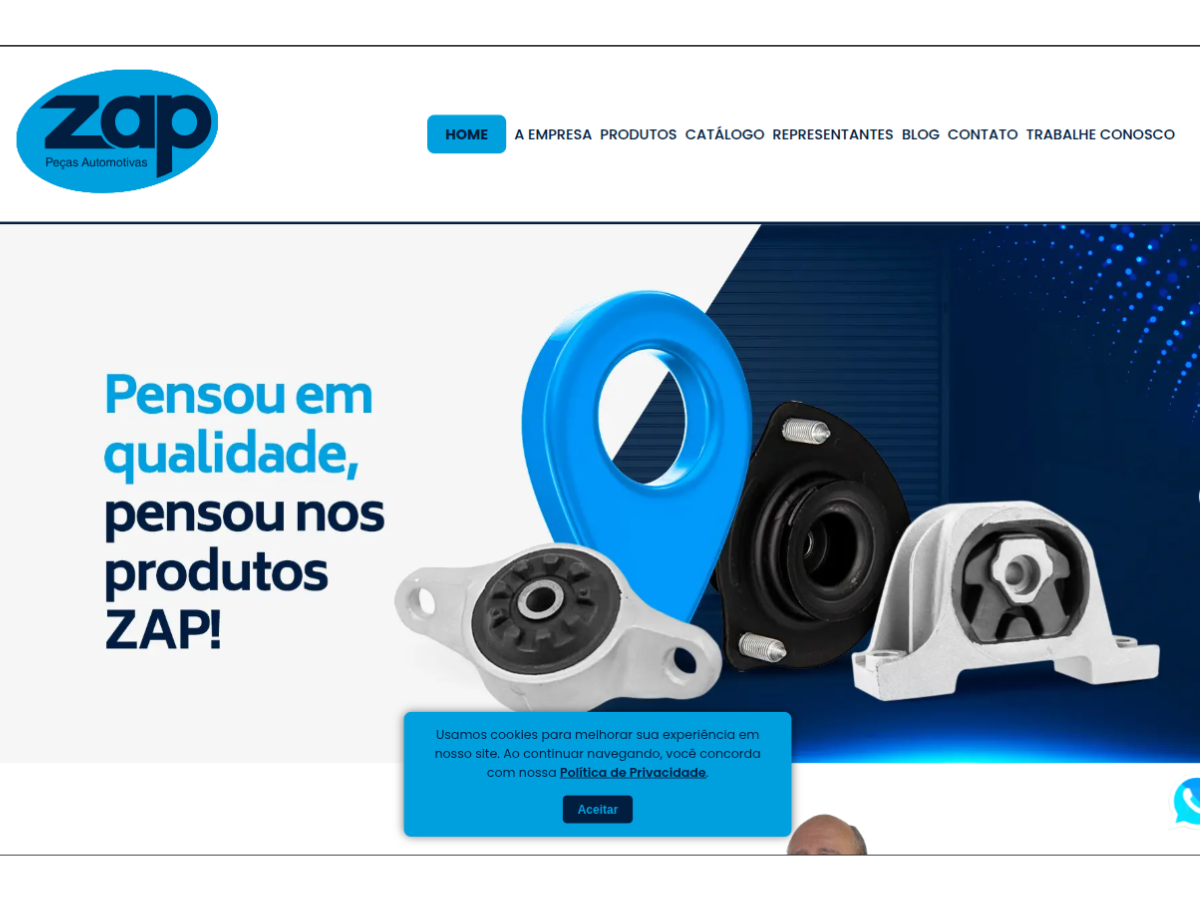 zap
Peças Automotivas
HOME A EMPRESA PRODUTOS CATÁLOGO REPRESENTANTES BLOG CONTATO TRABALHE CONOSCO
Pensou em
qualidade,
pensou nos
produtos
ZAP!
Usamos cookies para melhorar sua experiência em
nosso site. Ao continuar navegando, você concorda
com nossa Política de Privacidade.
Aceitar